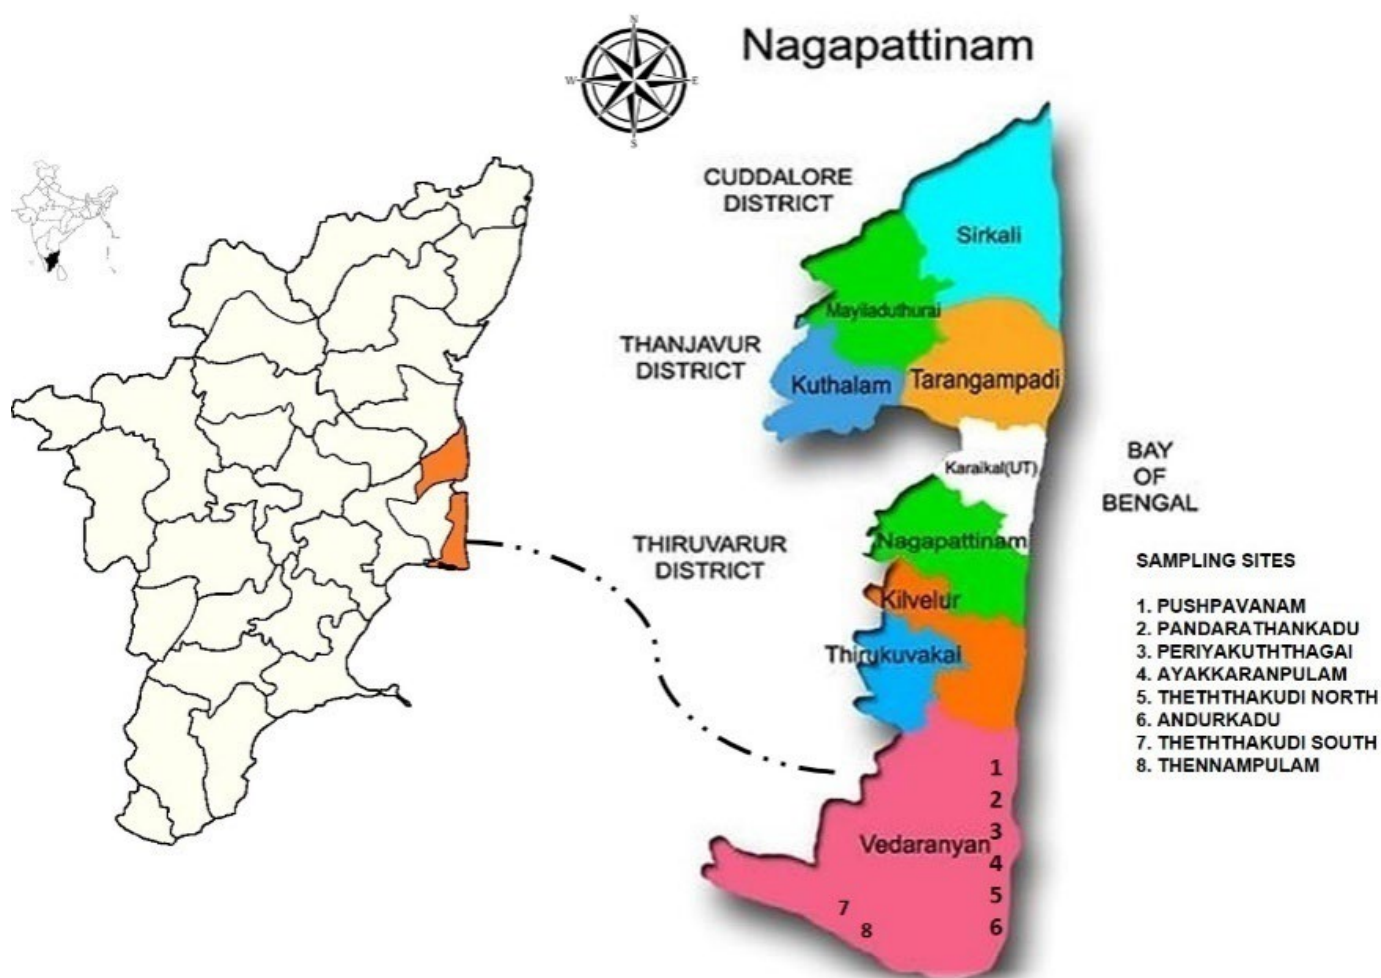 Nagapattinam
N
W
E
S
CUDDALORE
DISTRICT
Sirkali
Mayiladuthurai
THANJAVUR
DISTRICT
Kuthalam
Tarangampadi
BAY
OF
BENGAL
Karaikal(UT)
THIRUVARUR
DISTRICT
Nagapattinam
Kilvelur
Thirukuvakal
SAMPLING SITES
1. PUSHPAVANAM
2. PANDARATHANKADU
3. PERIYAKUTHTHAGAI
4. AYAKKARANPULAM
5. THETHTHAKUDI NORTH
6. ANDURKADU
7. THETHTHAKUDI SOUTH
8. THENNAMPULAM
1
2
3
Vedaranyan
4
5
7
8
6